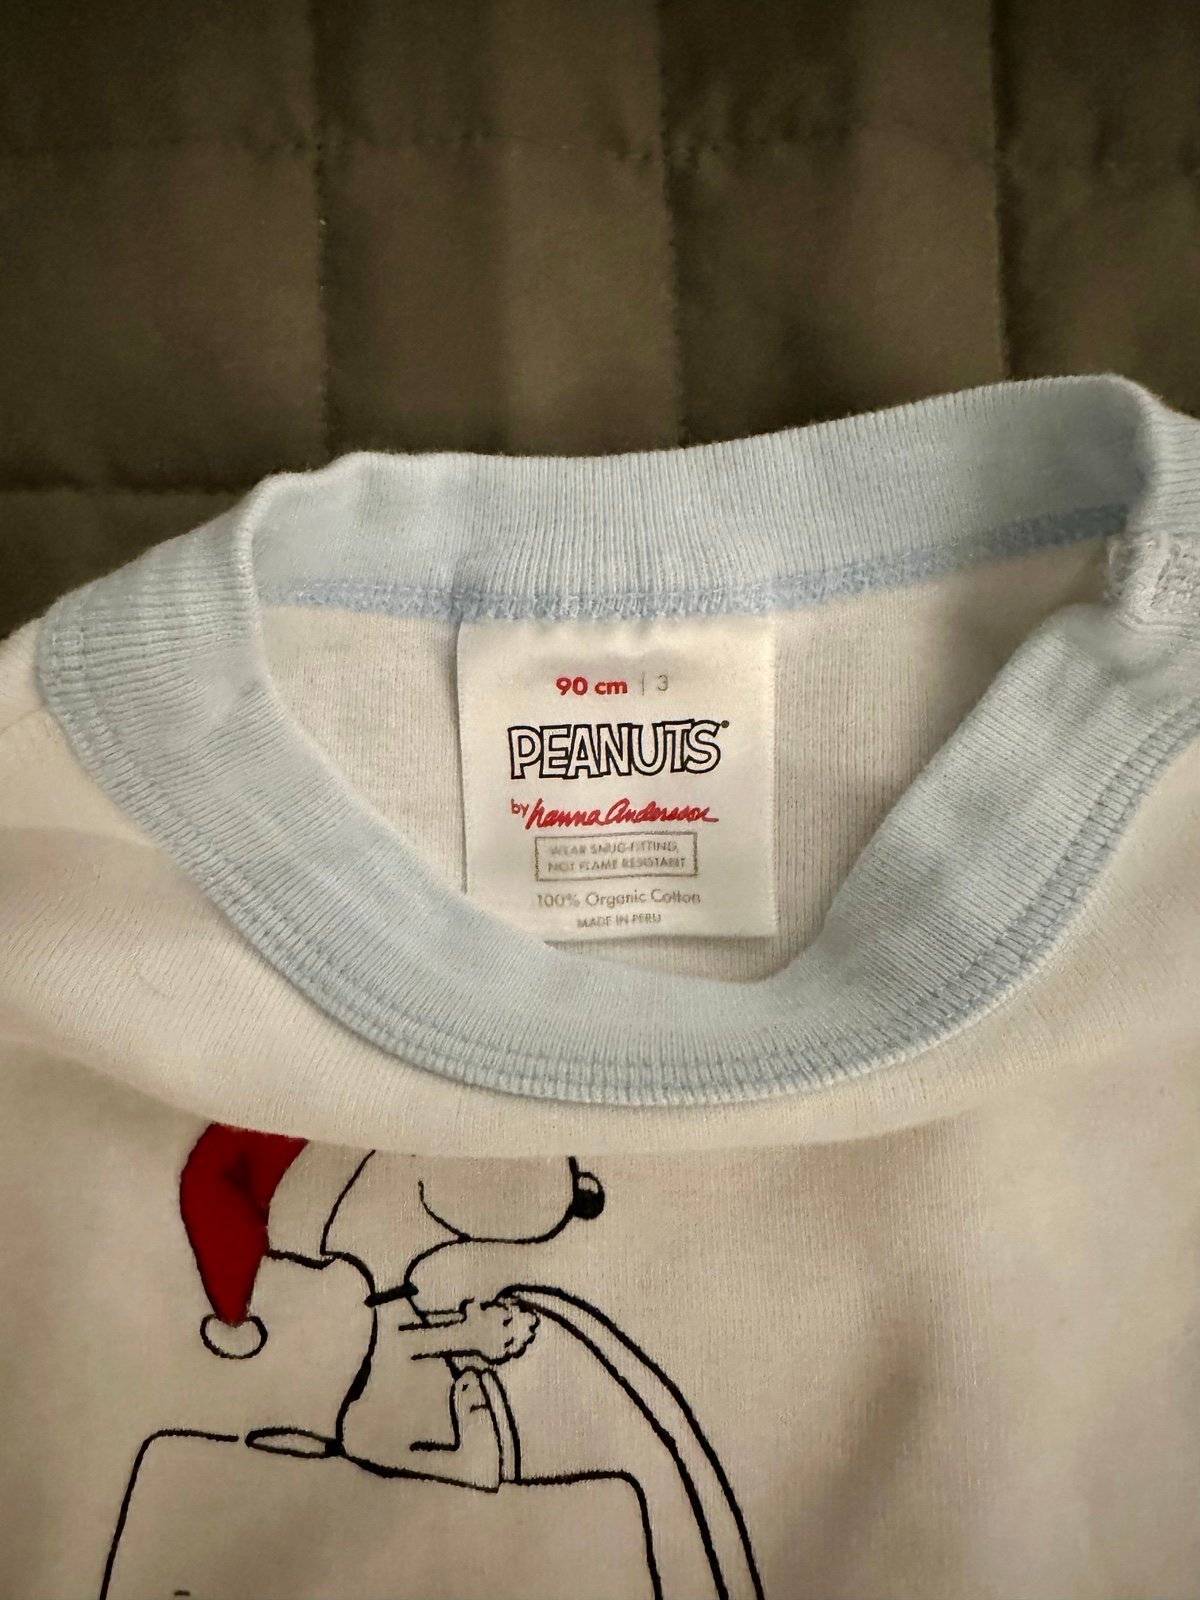 90 cm | 3
PEANUTS
by hanna Andersson
WEAR SNUG-FITTING,
NOT FLAME RESISTANT
100% Organic Cotton
MADE IN PERU